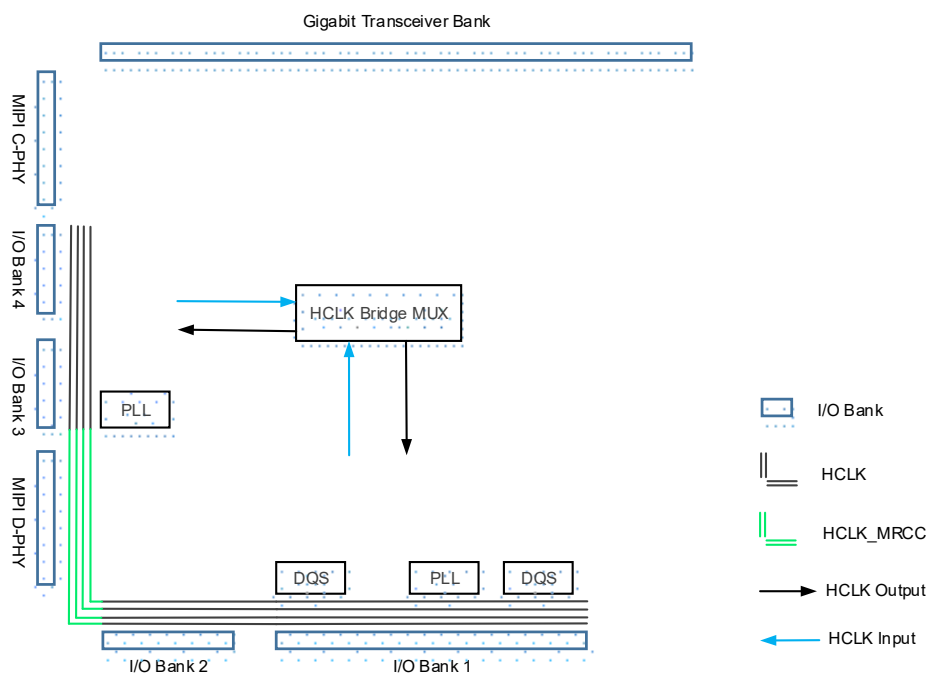 Gigabit Transceiver Bank
MIPI C-PHY
I/O Bank 4
HCLK Bridge MUX
I/O Bank 3
PLL
MIPI D-PHY
DQS
PLL
DQS
I/O Bank 2
I/O Bank 1
I/O Bank
HCLK
HCLK_MRCC
HCLK Output
HCLK Input